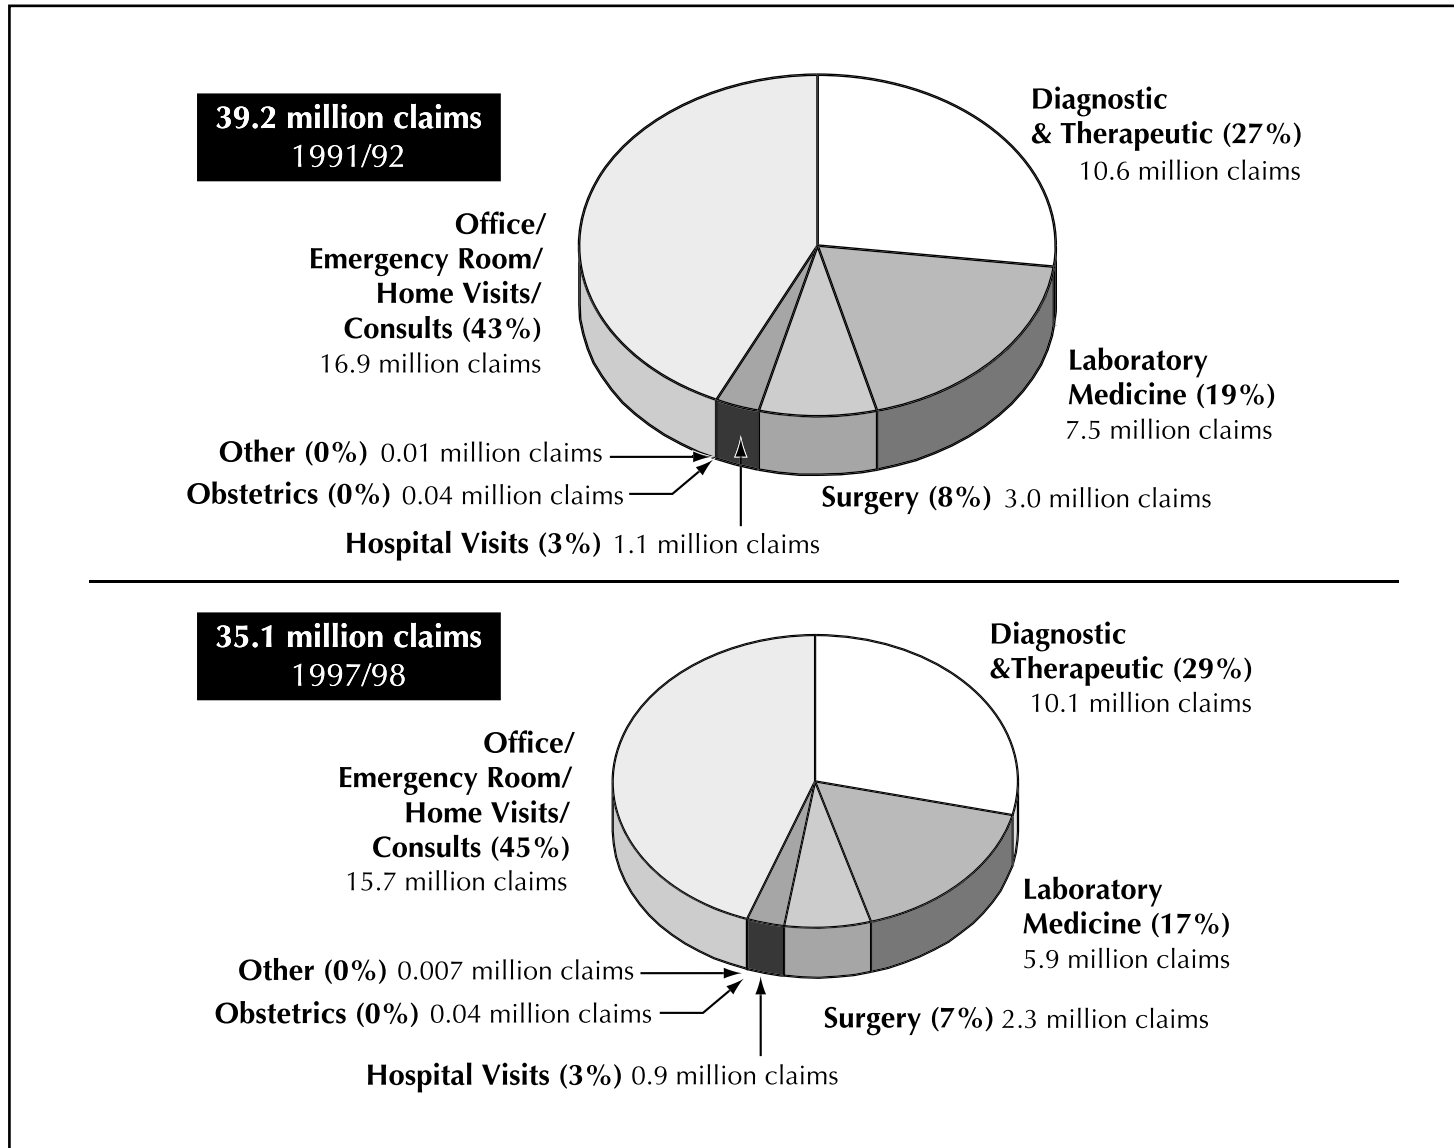 39.2 million claims
1991/92
Diagnostic
& Therapeutic (27%)
10.6 million claims
Office/
Emergency Room/
Home Visits/
Consults (43%)
16.9 million claims
Laboratory
Medicine (19%)
7.5 million claims
Other (0%) 0.01 million claims
Obstetrics (0%) 0.04 million claims
Surgery (8%) 3.0 million claims
Hospital Visits (3%) 1.1 million claims
35.1 million claims
1997/98
Diagnostic
&Therapeutic (29%)
10.1 million claims
Office/
Emergency Room/
Home Visits/
Consults (45%)
15.7 million claims
Laboratory
Medicine (17%)
5.9 million claims
Other (0%) 0.007 million claims
Obstetrics (0%) 0.04 million claims
Surgery (7%) 2.3 million claims
Hospital Visits (3%) 0.9 million claims